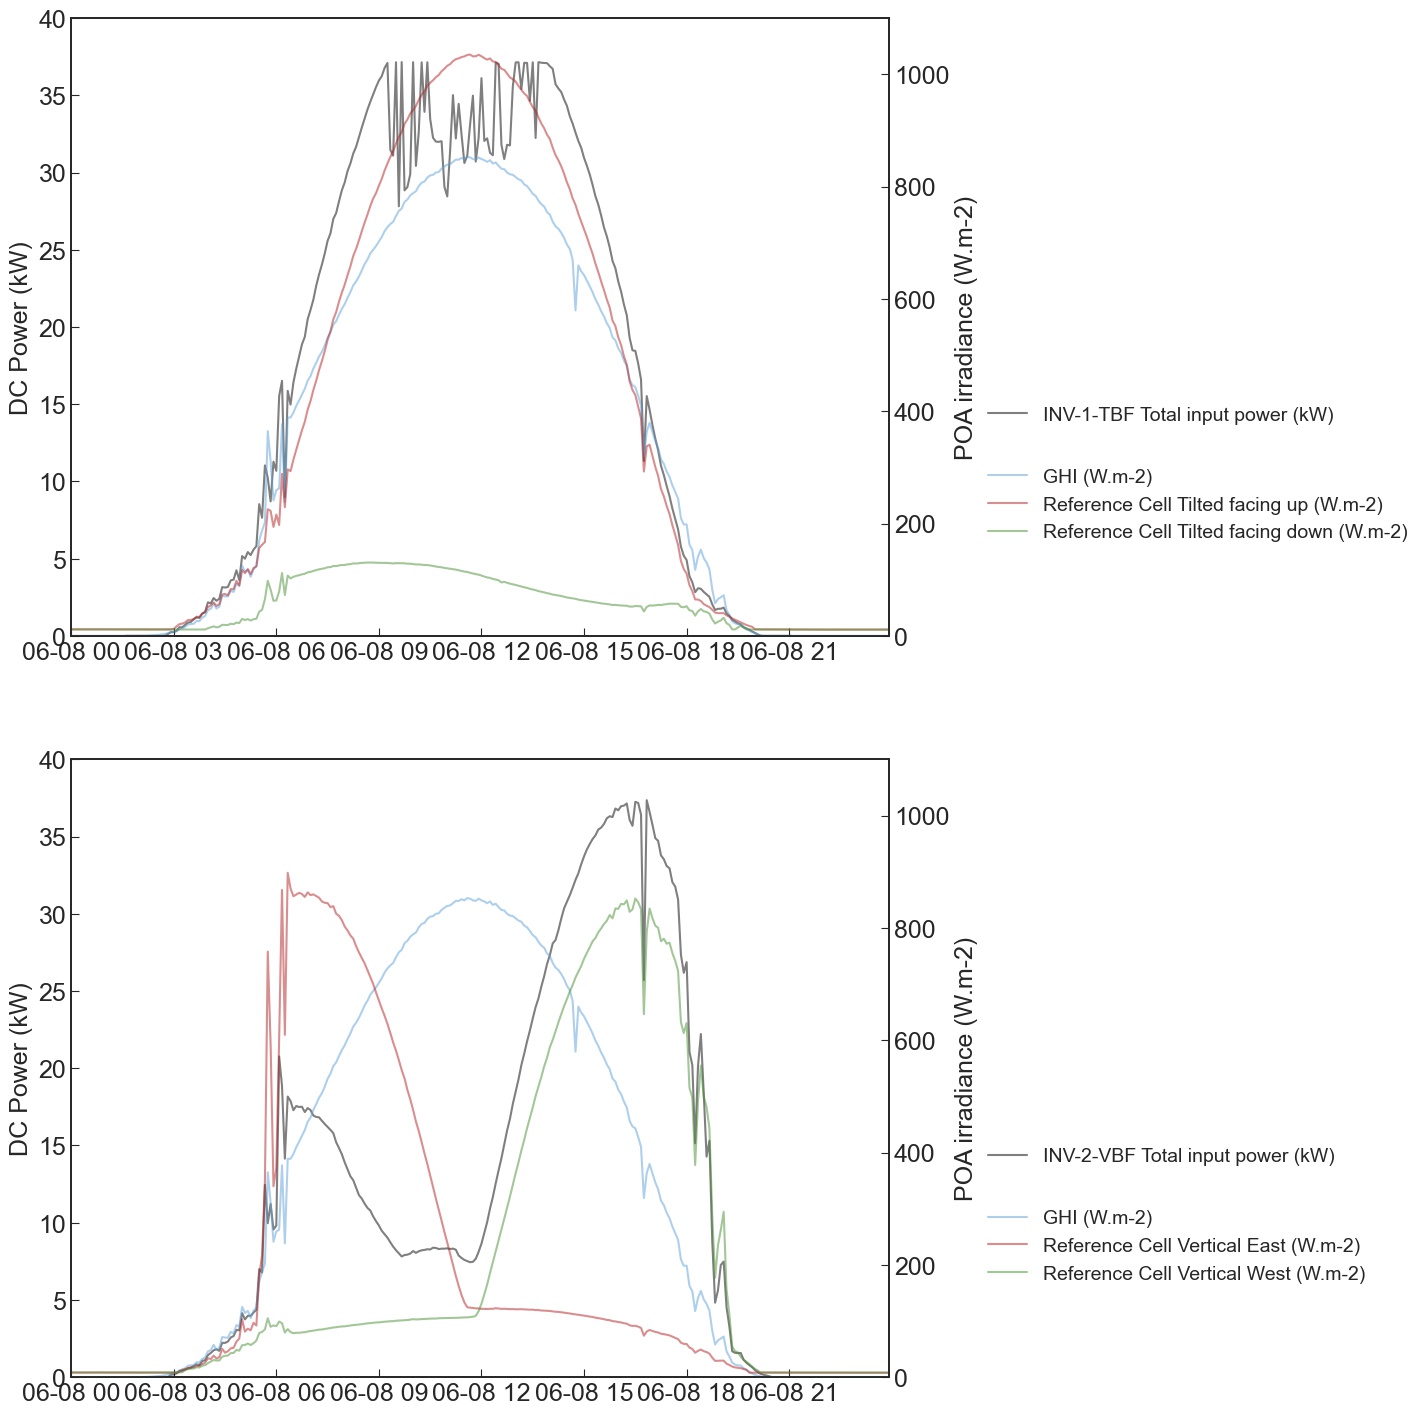 40
35
30
25
20
15
10
5
0
DC Power (kW)
1000
800
600
400
200
0
POA irradiance (W.m-2)
06-08 00 06-08 03 06-08 06 06-08 09 06-08 12 06-08 15 06-08 18 06-08 21
INV-1-TBF Total input power (kW)
GHI (W.m-2)
Reference Cell Tilted facing up (W.m-2)
Reference Cell Tilted facing down (W.m-2)
40
35
30
25
20
15
10
5
0
DC Power (kW)
1000
800
600
400
200
0
POA irradiance (W.m-2)
06-08 00 06-08 03 06-08 06 06-08 09 06-08 12 06-08 15 06-08 18 06-08 21
INV-2-VBF Total input power (kW)
GHI (W.m-2)
Reference Cell Vertical East (W.m-2)
Reference Cell Vertical West (W.m-2)